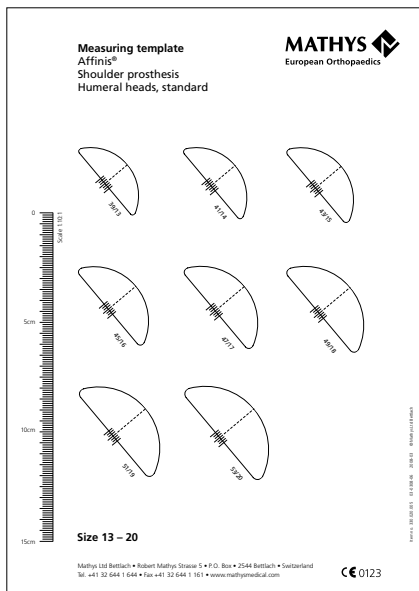 Measuring template
Affinis®
Shoulder prosthesis
Humeral heads, standard
MATHYS
European Orthopaedics
39/13
41/14
43/15
0
Scale 1.10:1
45/16
47/17
49/18
5cm
51/19
53/20
10cm
15cm
Size 13 – 20
Mathys Ltd Bettlach • Robert Mathys Strasse 5 • P.O. Box • 2544 Bettlach • Switzerland
Tel. +41 32 644 1 644 • Fax +41 32 644 1 161 • www.mathysmedical.com
CE 0123
© Mathys Ltd Bettlach